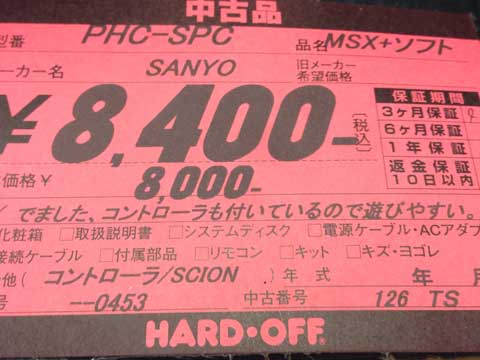 中古品
型番 PHC-SPC 品名 MSX+ソフト
メーカー名 SANYO 旧メーカー希望価格
¥8,400- [税込]
価格¥ 8,000-
保証期間
3ヶ月保証
6ヶ月保証
1年保証
返金保証
10日以内
でました、コントローラも付いているので遊びやすい。
化粧箱 □取扱説明書 □システムディスク □電源ケーブル・ACアダプ
接続ケーブル □付属部品 □リモコン □キット □キズ・ヨゴレ
他( コントローラ/SCION ) 年式 年 月
号 --0453 中古番号 126 TS
HARD・OFF